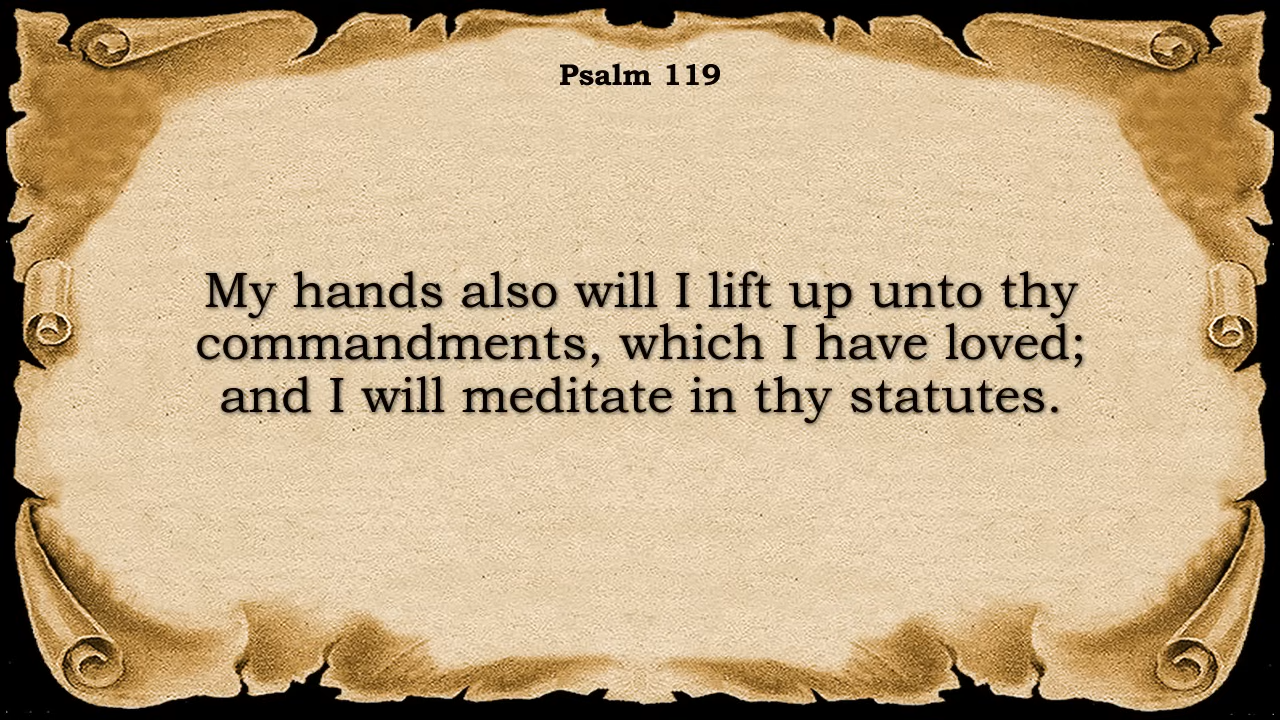 Psalm 119
My hands also will I lift up unto thy
commandments, which I have loved;
and I will meditate in thy statutes.